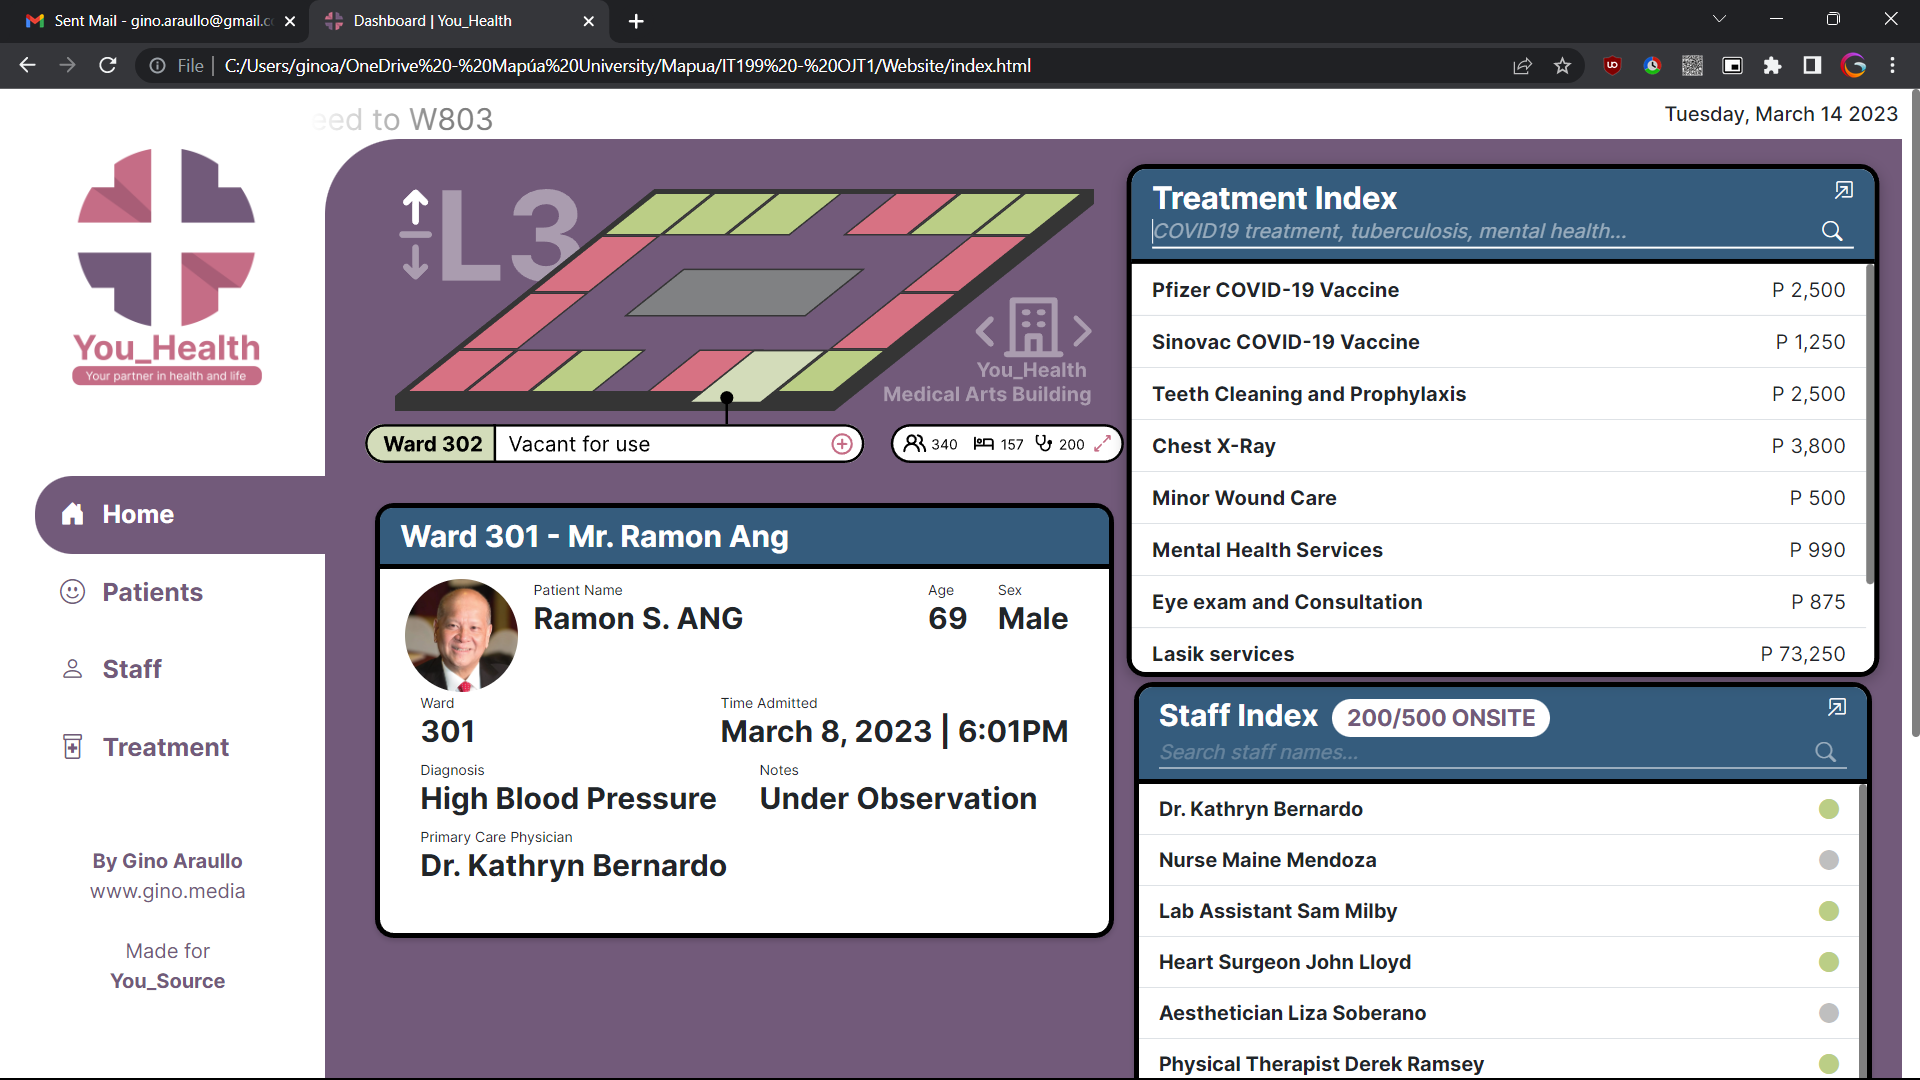 Sent Mail - gino.araullo@gmail.c
Dashboard | You_Health
File
C:/Users/ginoa/OneDrive%20-%20Mapúa%20University/Mapua/IT199%20-%20OJT1/Website/index.html
eed to W803
Tuesday, March 14 2023
You_Health
Your partner in health and life
Home
Patients
Staff
Treatment
By Gino Araullo
www.gino.media
Made for
You_Source
L3
You_Health
Medical Arts Building
Ward 302 Vacant for use
340 157 200
Ward 301 - Mr. Ramon Ang
Patient Name Age Sex
Ramon S. ANG 69 Male
Ward Time Admitted
301 March 8, 2023 | 6:01PM
Diagnosis Notes
High Blood Pressure Under Observation
Primary Care Physician
Dr. Kathryn Bernardo
Treatment Index
COVID19 treatment, tuberculosis, mental health...
Pfizer COVID-19 Vaccine P 2,500
Sinovac COVID-19 Vaccine P 1,250
Teeth Cleaning and Prophylaxis P 2,500
Chest X-Ray P 3,800
Minor Wound Care P 500
Mental Health Services P 990
Eye exam and Consultation P 875
Lasik services P 73,250
Staff Index 200/500 ONSITE
Search staff names...
Dr. Kathryn Bernardo
Nurse Maine Mendoza
Lab Assistant Sam Milby
Heart Surgeon John Lloyd
Aesthetician Liza Soberano
Physical Therapist Derek Ramsey